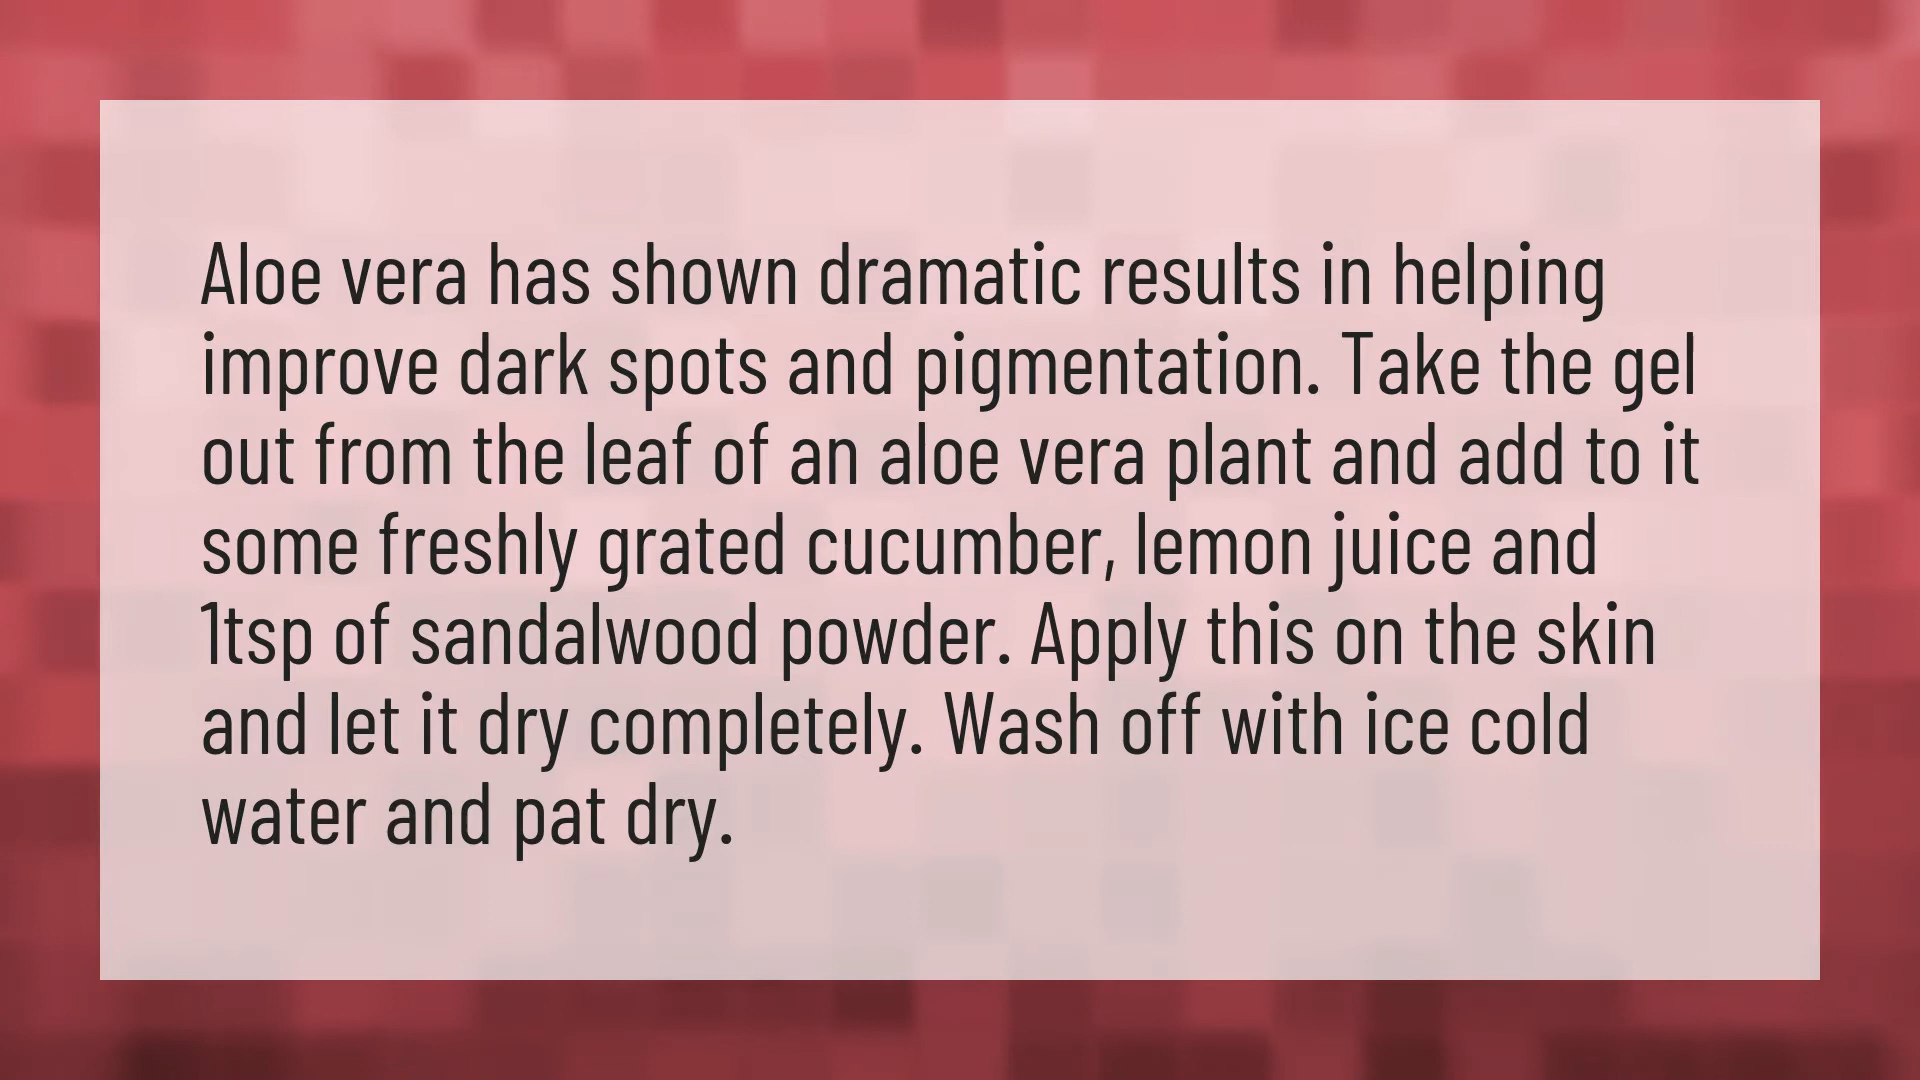 Aloe vera has shown dramatic results in helping
improve dark spots and pigmentation. Take the gel
out from the leaf of an aloe vera plant and add to it
some freshly grated cucumber, lemon juice and
1tsp of sandalwood powder. Apply this on the skin
and let it dry completely. Wash off with ice cold
water and pat dry.